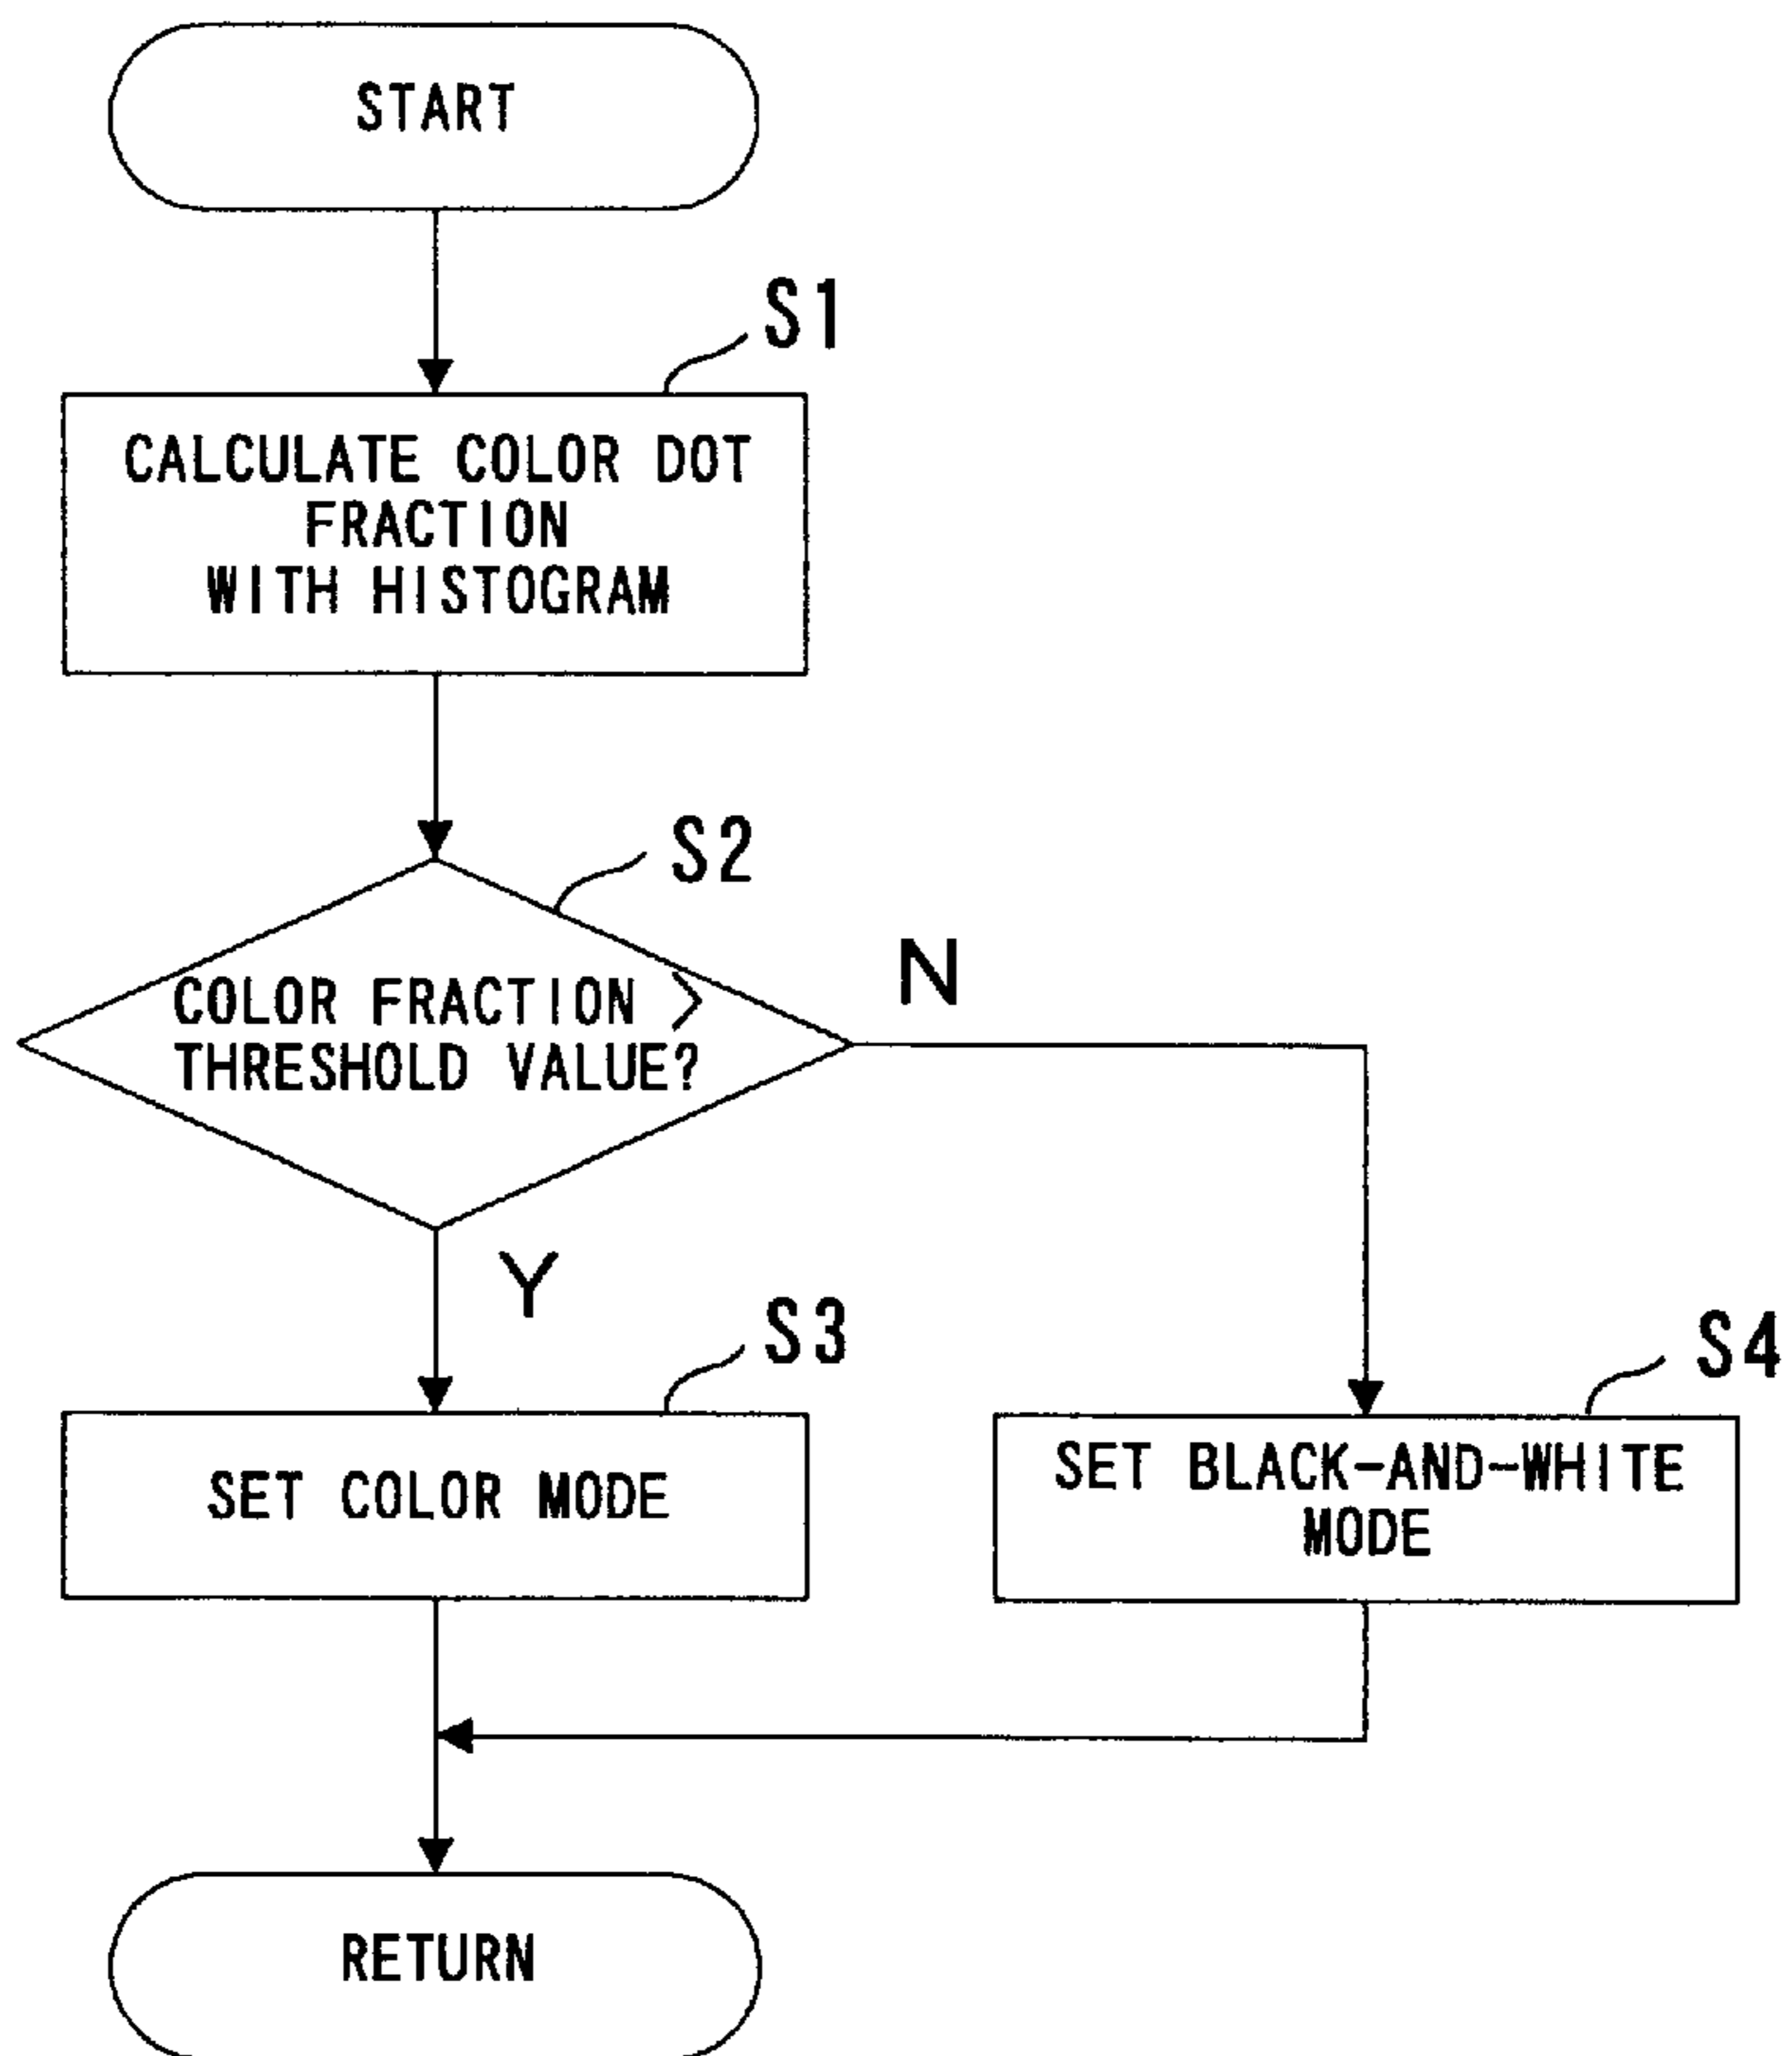 START
S1
CALCULATE COLOR DOT
FRACTION
WITH HISTOGRAM
S2
COLOR FRACTION >
THRESHOLD VALUE?
N
Y
S3
SET COLOR MODE
S4
SET BLACK-AND-WHITE
MODE
RETURN